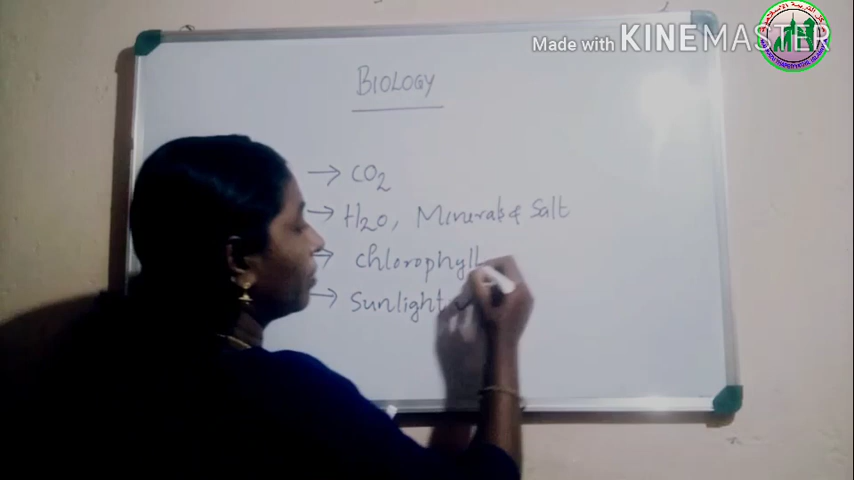 Made with KINEMASTER
BIOLOGY
→ CO2
→ H2O, Minerals & Salt
→ chlorophyll
→ Sunlight